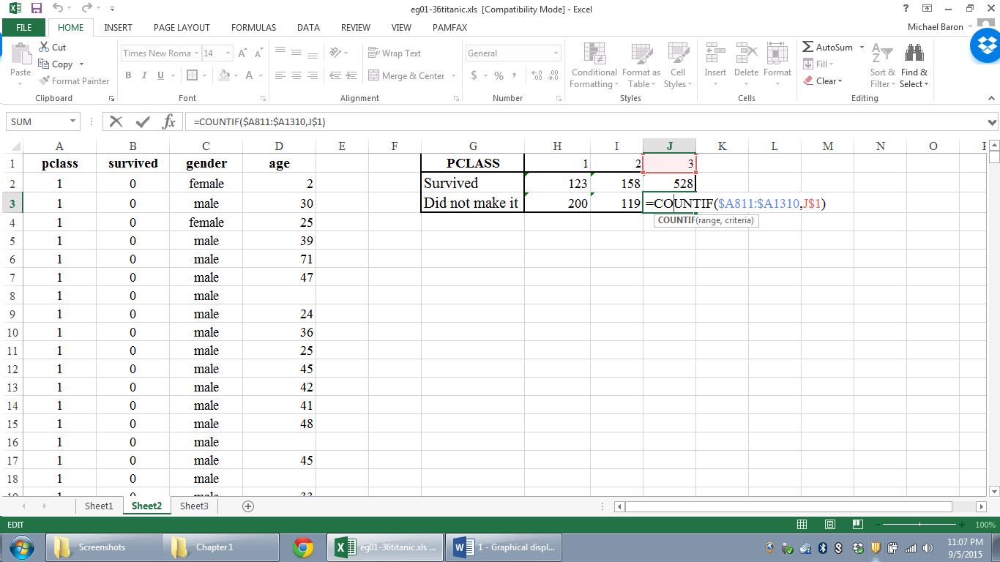 eg01-36titanic.xls [Compatibility Mode] - Excel
FILE HOME INSERT PAGE LAYOUT FORMULAS DATA REVIEW VIEW PAMFAX Michael Baron
Paste Cut Copy Format Painter
Clipboard
Times New Roma 14
B I U A
Font
Wrap Text
Merge & Center
Alignment
General
$ % ,
Number
Conditional Formatting Format as Table Cell Styles
Styles
Insert Delete Format
Cells
AutoSum Fill Clear Sort & Filter Find & Select
Editing
SUM fx =COUNTIF($A811:$A1310,J$1)
A B C D E F G H I J K L M N O
1 pclass survived gender age PCLASS 1 2 3
2 1 0 female 2 Survived 123 158 528
3 1 0 male 30 Did not make it 200 119 =COUNTIF($A811:$A1310,J$1)
COUNTIF(range, criteria)
4 1 0 female 25
5 1 0 male 39
6 1 0 male 71
7 1 0 male 47
8 1 0 male
9 1 0 male 24
10 1 0 male 36
11 1 0 male 25
12 1 0 male 45
13 1 0 male 42
14 1 0 male 41
15 1 0 male 48
16 1 0 male
17 1 0 male 45
18 1 0 male
19 1 0 male 33
Sheet1 Sheet2 Sheet3
EDIT 100%
Screenshots Chapter 1 eg01-36titanic.xls ... 1 - Graphical displ... 11:07 PM
9/5/2015